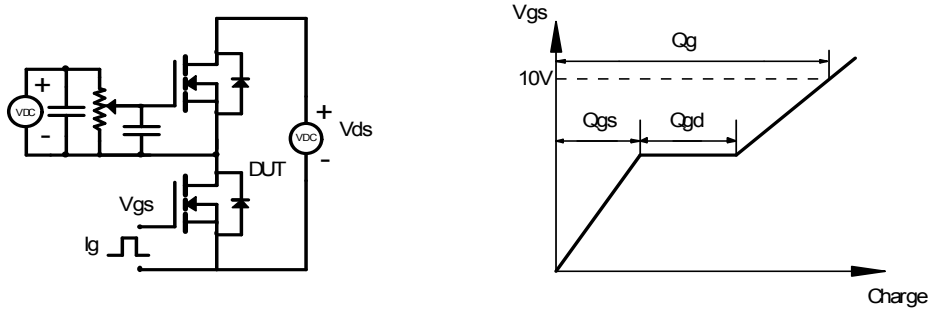 +
VDC
-
+
VDC
-
Vds
DUT
Vgs
Ig
Vgs
Qg
10V
Qgs
Qgd
Charge